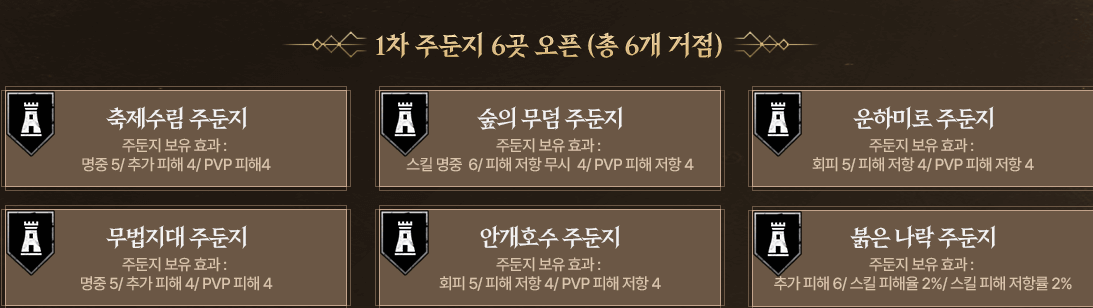 1차 주둔지 6곳 오픈 (총 6개 거점)
축제수림 주둔지
주둔지 보유 효과 :
명중 5/ 추가 피해 4/ PVP 피해4
숲의 무덤 주둔지
주둔지 보유 효과 :
스킬 명중 6/ 피해 저항 무시 4/ PVP 피해 저항 4
운하미로 주둔지
주둔지 보유 효과 :
회피 5/ 피해 저항 4/ PVP 피해 저항 4
무법지대 주둔지
주둔지 보유 효과 :
명중 5/ 추가 피해 4/ PVP 피해 4
안개호수 주둔지
주둔지 보유 효과 :
회피 5/ 피해 저항 4/ PVP 피해 저항 4
붉은 나락 주둔지
주둔지 보유 효과 :
추가 피해 6/ 스킬 피해율 2%/ 스킬 피해 저항률 2%